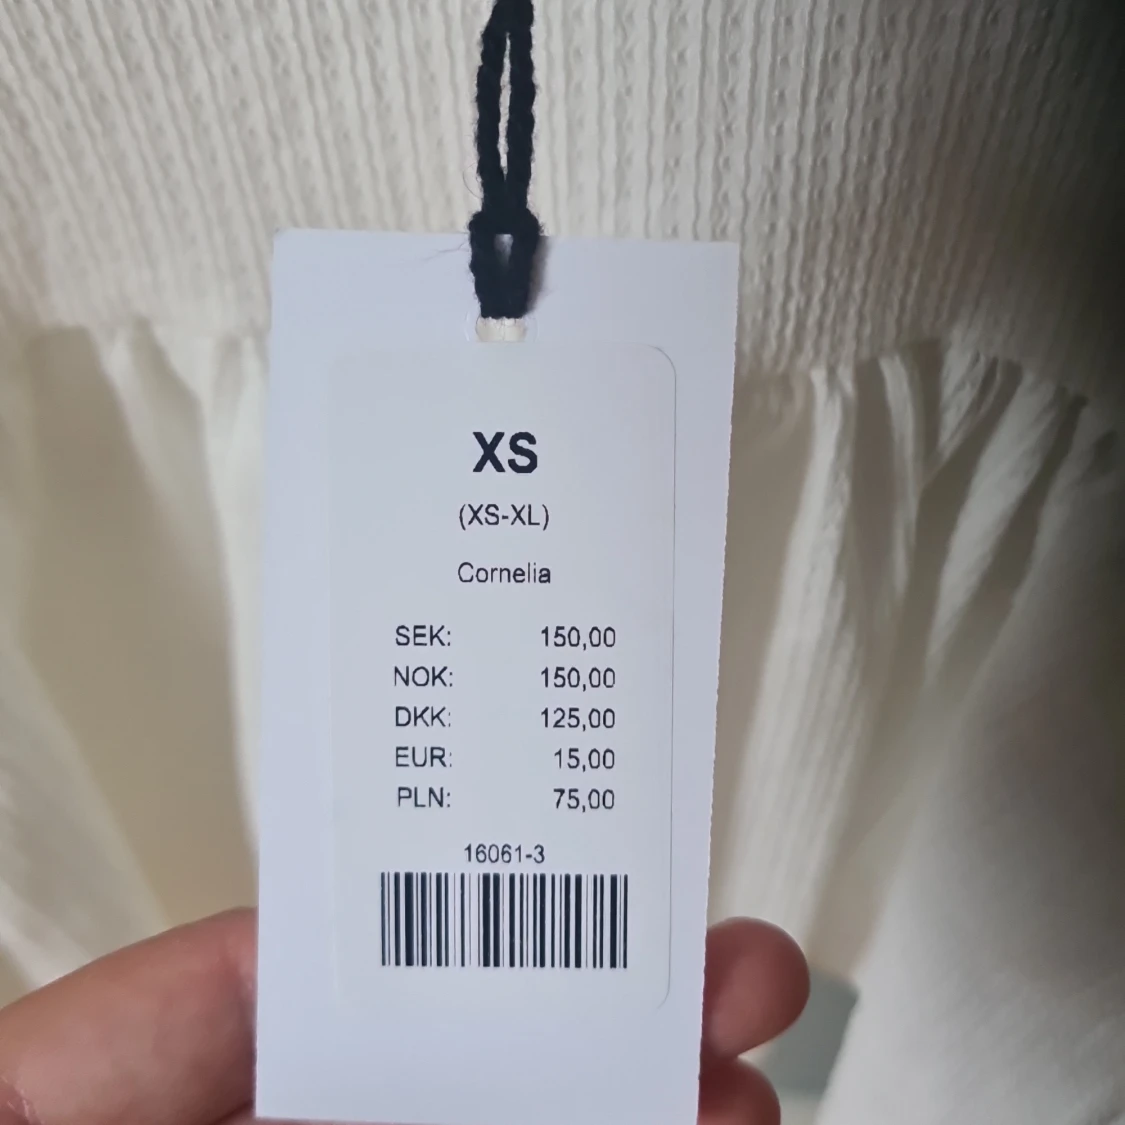 XS
(XS-XL)
Cornelia
SEK: 150,00
NOK: 150,00
DKK: 125,00
EUR: 15,00
PLN: 75,00
16061-3